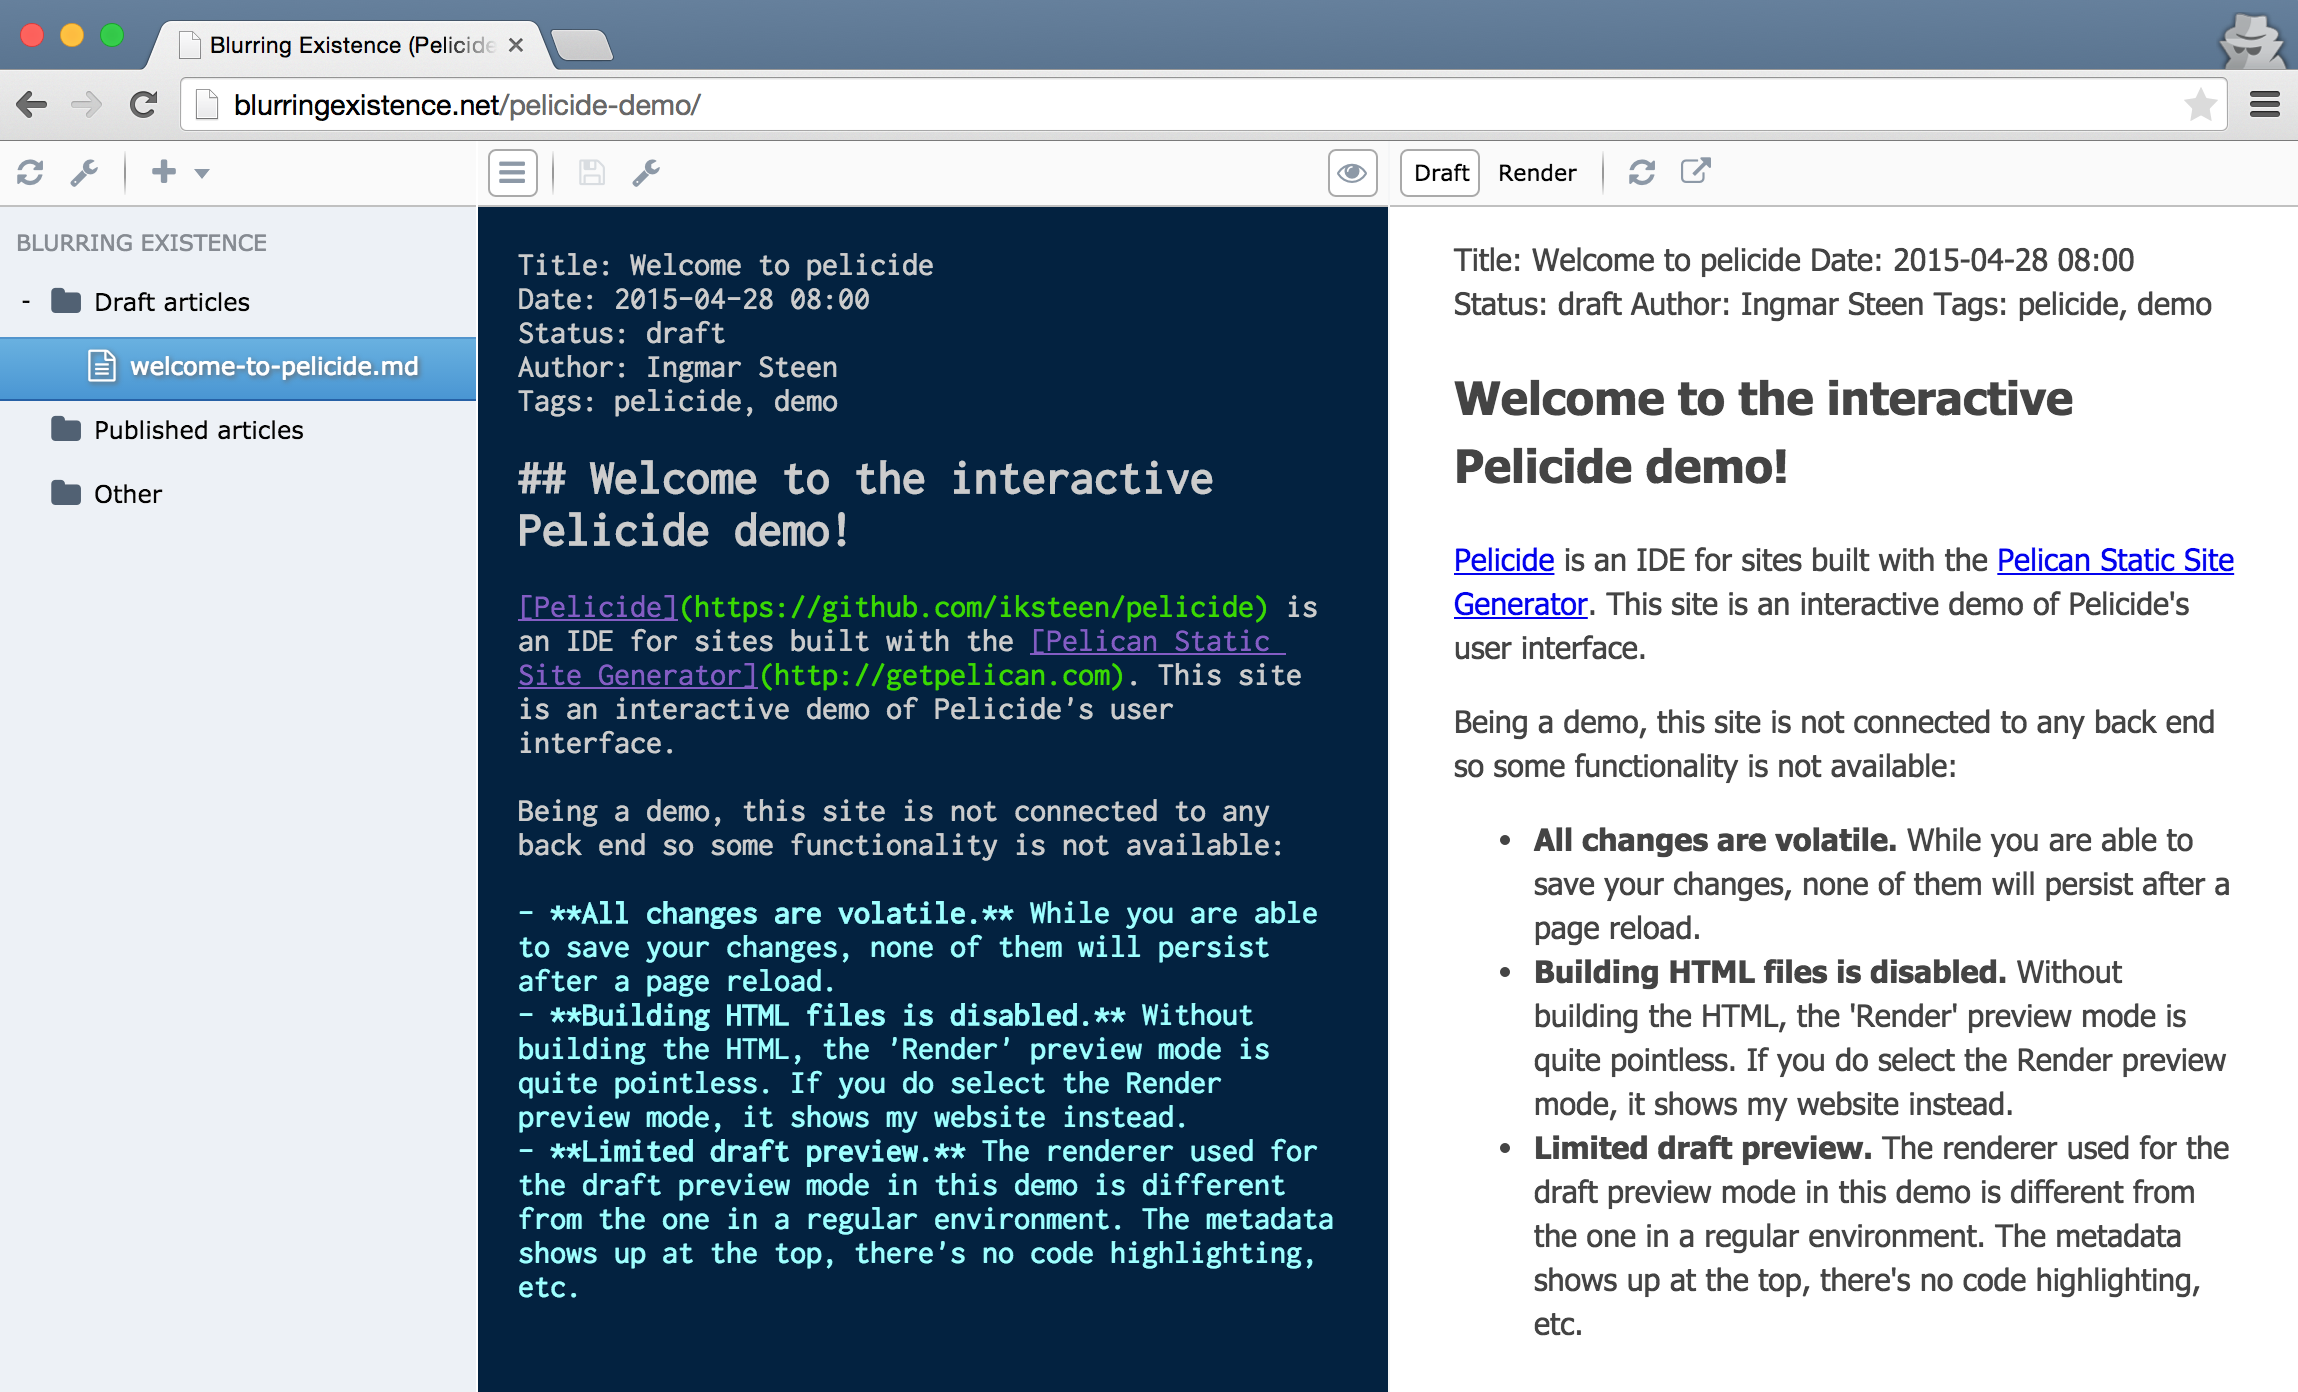 Blurring Existence (Pelicide
blurringexistence.net/pelicide-demo/
Draft Render
BLURRING EXISTENCE
- Draft articles
welcome-to-pelicide.md
Published articles
Other
Title: Welcome to pelicide
Date: 2015-04-28 08:00
Status: draft
Author: Ingmar Steen
Tags: pelicide, demo
## Welcome to the interactive
Pelicide demo!
[Pelicide](https://github.com/iksteen/pelicide) is
an IDE for sites built with the [Pelican Static
Site Generator](http://getpelican.com). This site
is an interactive demo of Pelicide's user
interface.
Being a demo, this site is not connected to any
back end so some functionality is not available:
- **All changes are volatile.** While you are able
to save your changes, none of them will persist
after a page reload.
- **Building HTML files is disabled.** Without
building the HTML, the 'Render' preview mode is
quite pointless. If you do select the Render
preview mode, it shows my website instead.
- **Limited draft preview.** The renderer used for
the draft preview mode in this demo is different
from the one in a regular environment. The metadata
shows up at the top, there's no code highlighting,
etc.
Title: Welcome to pelicide Date: 2015-04-28 08:00
Status: draft Author: Ingmar Steen Tags: pelicide, demo
Welcome to the interactive
Pelicide demo!
Pelicide is an IDE for sites built with the Pelican Static Site
Generator. This site is an interactive demo of Pelicide's
user interface.
Being a demo, this site is not connected to any back end
so some functionality is not available:
• All changes are volatile. While you are able to
save your changes, none of them will persist after a
page reload.
• Building HTML files is disabled. Without
building the HTML, the 'Render' preview mode is
quite pointless. If you do select the Render preview
mode, it shows my website instead.
• Limited draft preview. The renderer used for the
draft preview mode in this demo is different from
the one in a regular environment. The metadata
shows up at the top, there's no code highlighting,
etc.